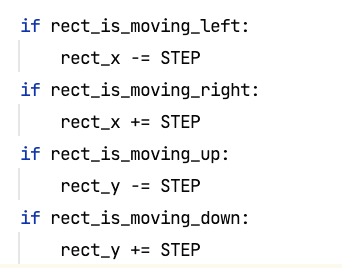 if rect_is_moving_left:
    rect_x -= STEP
if rect_is_moving_right:
    rect_x += STEP
if rect_is_moving_up:
    rect_y -= STEP
if rect_is_moving_down:
    rect_y += STEP